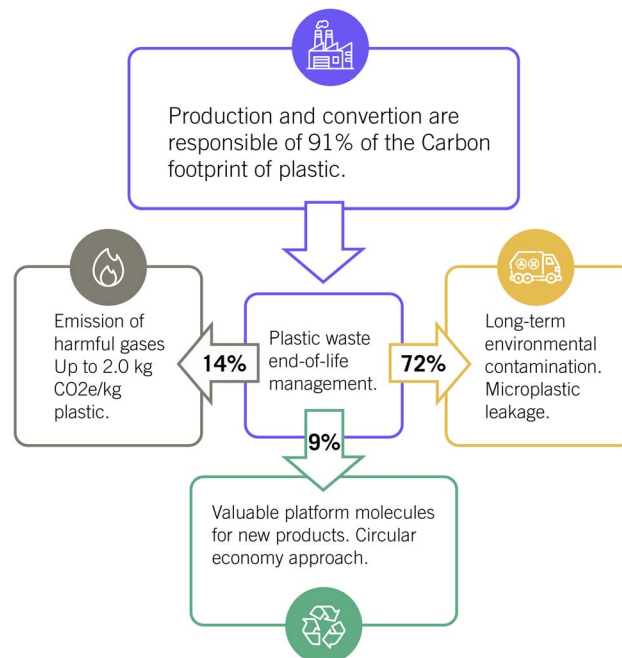 Production and convertion are
responsible of 91% of the Carbon
footprint of plastic.
Emission of
harmful gases
Up to 2.0 kg
CO2e/kg
plastic.
14%
Plastic waste
end-of-life
management.
72%
Long-term
environmental
contamination.
Microplastic
leakage.
9%
Valuable platform molecules
for new products. Circular
economy approach.